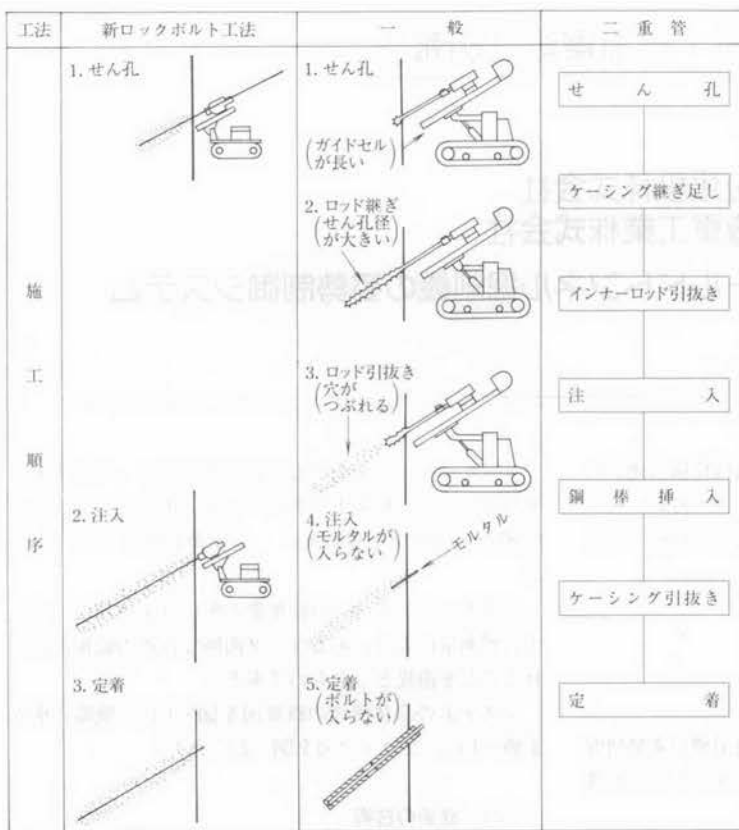 工法 新ロックボルト工法 一般 二重管
施工順序
1. せん孔
2. 注入
3. 定着
1. せん孔
(ガイドセルが長い)
2. ロッド継ぎ
(せん孔径が大きい)
3. ロッド引抜き
(穴がつぶれる)
4. 注入
(モルタルが入らない)
モルタル
5. 定着
(ボルトが入らない)
せん孔
ケーシング継ぎ足し
インナーロッド引抜き
注入
鋼棒挿入
ケーシング引抜き
定着